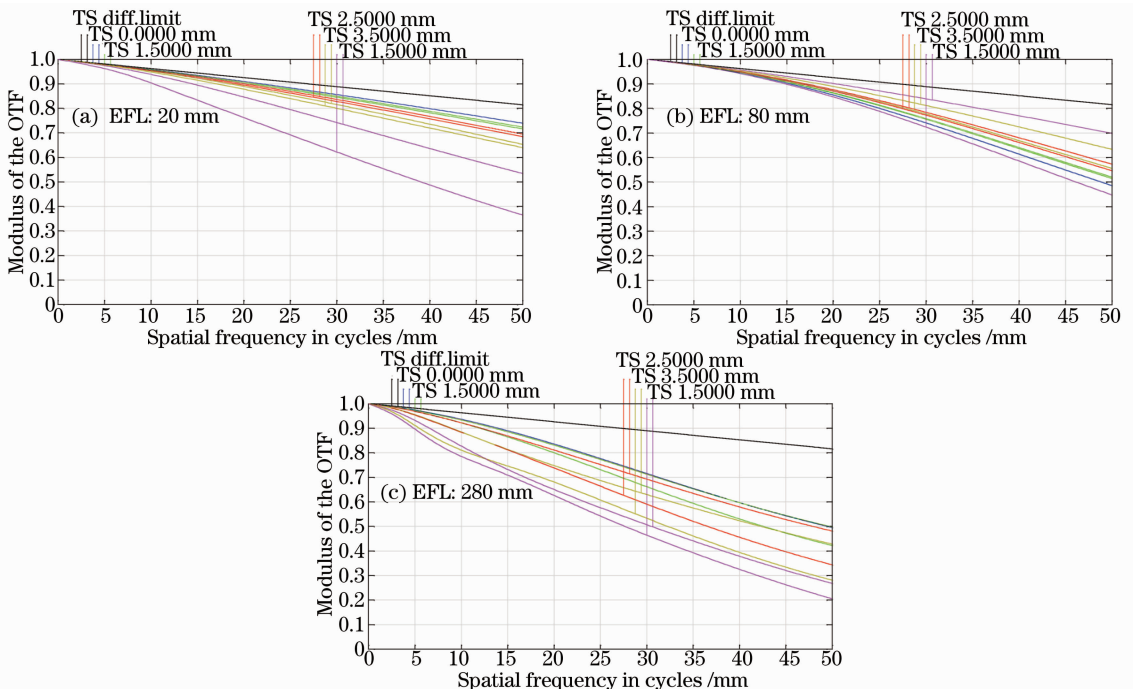 TS diff.limit
TS 0.0000 mm
TS 1.5000 mm
TS 2.5000 mm
TS 3.5000 mm
TS 1.5000 mm
Modulus of the OTF
1.0
0.9
0.8
0.7
0.6
0.5
0.4
0.3
0.2
0.1
0
(a) EFL: 20 mm
0 5 10 15 20 25 30 35 40 45 50
Spatial frequency in cycles /mm
TS diff.limit
TS 0.0000 mm
TS 1.5000 mm
TS 2.5000 mm
TS 3.5000 mm
TS 1.5000 mm
Modulus of the OTF
1.0
0.9
0.8
0.7
0.6
0.5
0.4
0.3
0.2
0.1
0
(b) EFL: 80 mm
0 5 10 15 20 25 30 35 40 45 50
Spatial frequency in cycles /mm
TS diff.limit
TS 0.0000 mm
TS 1.5000 mm
TS 2.5000 mm
TS 3.5000 mm
TS 1.5000 mm
Modulus of the OTF
1.0
0.9
0.8
0.7
0.6
0.5
0.4
0.3
0.2
0.1
0
(c) EFL: 280 mm
0 5 10 15 20 25 30 35 40 45 50
Spatial frequency in cycles /mm